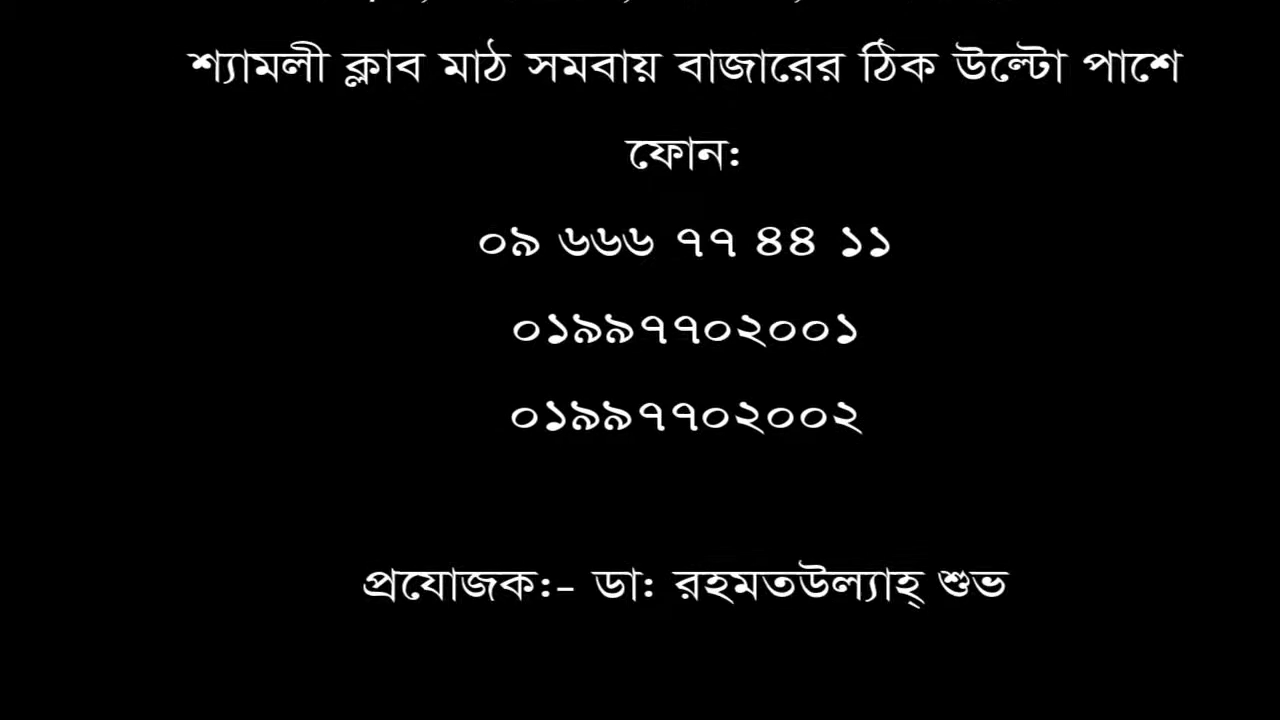 শ্যামলী ক্লাব মাঠ সমবায় বাজারের ঠিক উল্টো পাশে
ফোন:
০৯ ৬৬৬ ৭৭ ৪৪ ১১
০১৯৯৭৭০২০০১
০১৯৯৭৭০২০০২
প্রযোজক:- ডা: রহমতউল্যাহ্ শুভ